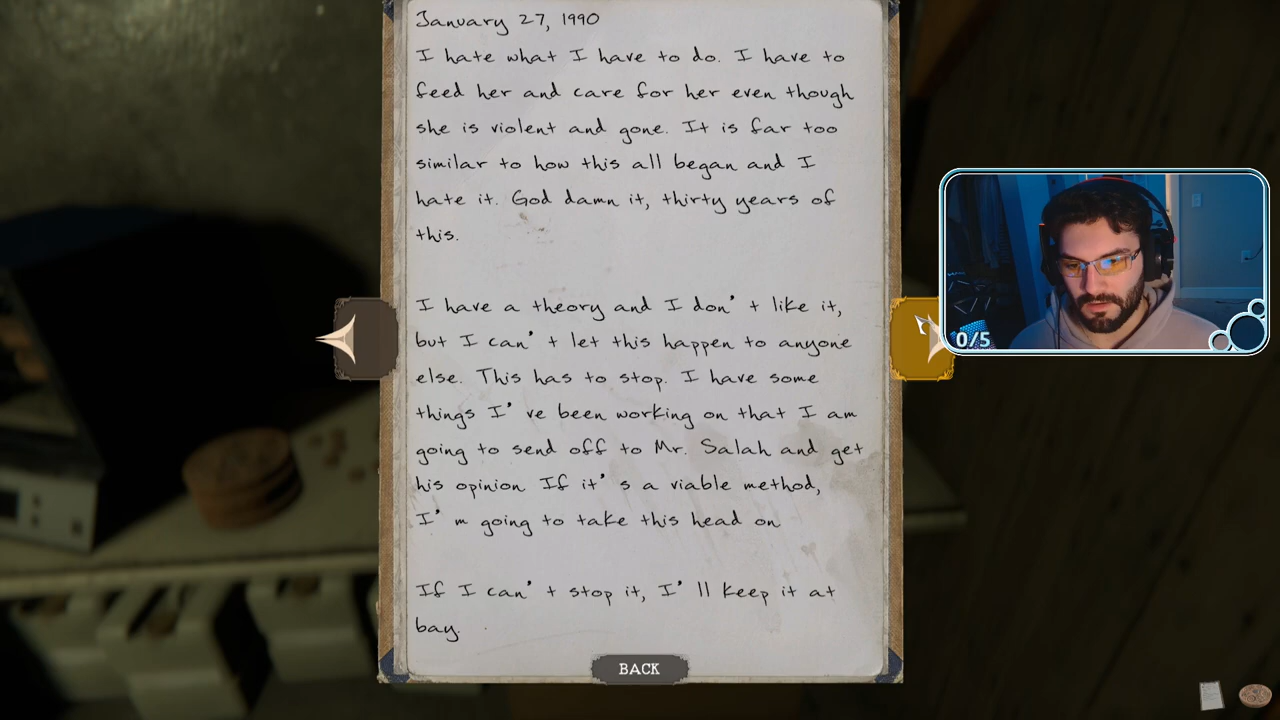 January 27, 1990
I hate what I have to do. I have to
feed her and care for her even though
she is violent and gone. It is far too
similar to how this all began and I
hate it. God damn it, thirty years of
this.
I have a theory and I don't like it,
but I can't let this happen to anyone
else. This has to stop. I have some
things I've been working on that I am
going to send off to Mr. Salah and get
his opinion If it's a viable method,
I'm going to take this head on
If I can't stop it, I'll keep it at
bay.
BACK
0/5